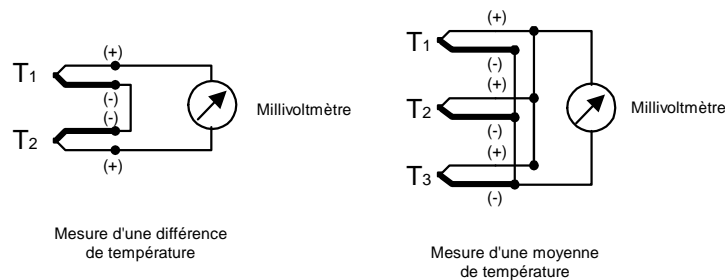 (+)
T1
(-)
(-)
T2
(+)
Millivoltmètre
Mesure d'une différence
de température
(+)
T1
(-)
(+)
T2
(-)
(+)
T3
(-)
Millivoltmètre
Mesure d'une moyenne
de température